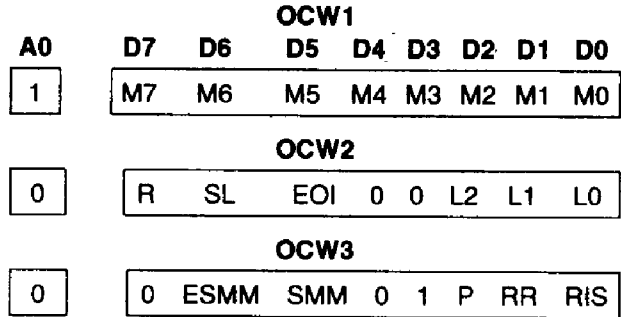 OCW1
A0 D7 D6 D5 D4 D3 D2 D1 D0
1 M7 M6 M5 M4 M3 M2 M1 M0
OCW2
0 R SL EOI 0 0 L2 L1 L0
OCW3
0 0 ESMM SMM 0 1 P RR RIS